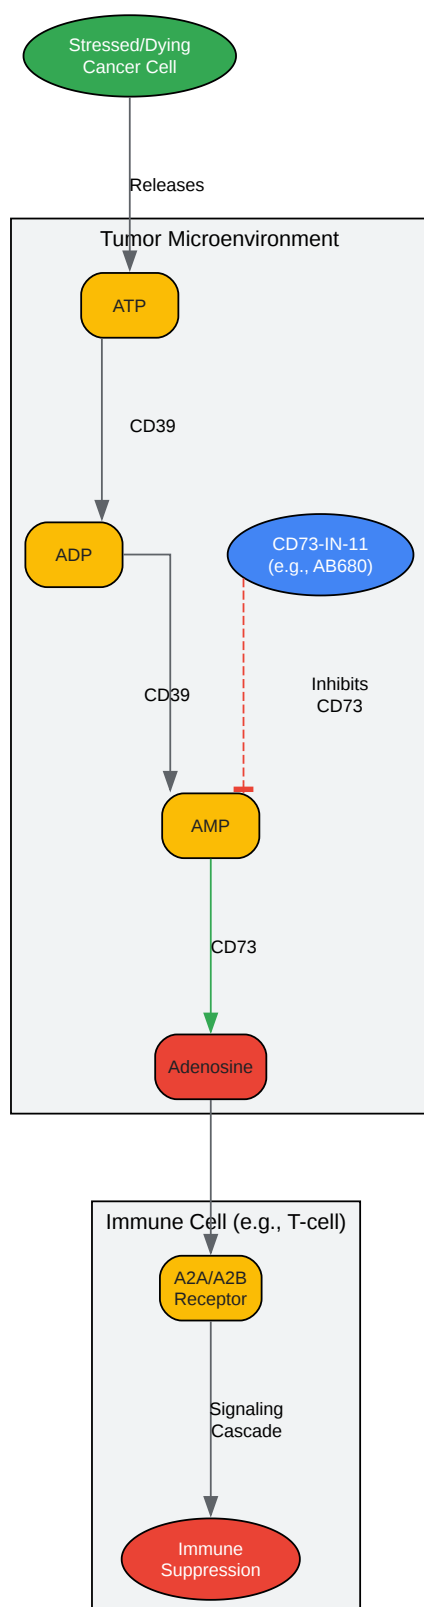 Stressed/Dying
Cancer Cell
Releases
Tumor Microenvironment
ATP
CD39
ADP
CD73-IN-11
(e.g., AB680)
CD39
Inhibits
CD73
AMP
CD73
Adenosine
Immune Cell (e.g., T-cell)
A2A/A2B
Receptor
Signaling
Cascade
Immune
Suppression